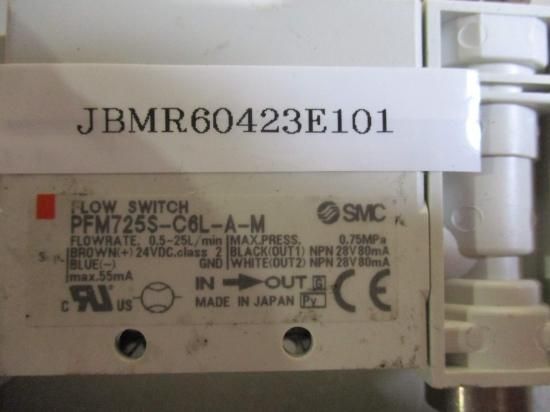 JBMR60423E101
FLOW SWITCH
PFM725S-C6L-A-M
SMC
FLOWRATE. 0.5~25L/min MAX.PRESS. 0.75MPa
BROWN(+) 24VDC.class 2 BLACK(OUT1) NPN 28V 80mA
BLUE(-) GND WHITE(OUT2) NPN 28V 80mA
max.55mA
IN OUT G
C US MADE IN JAPAN Py CE